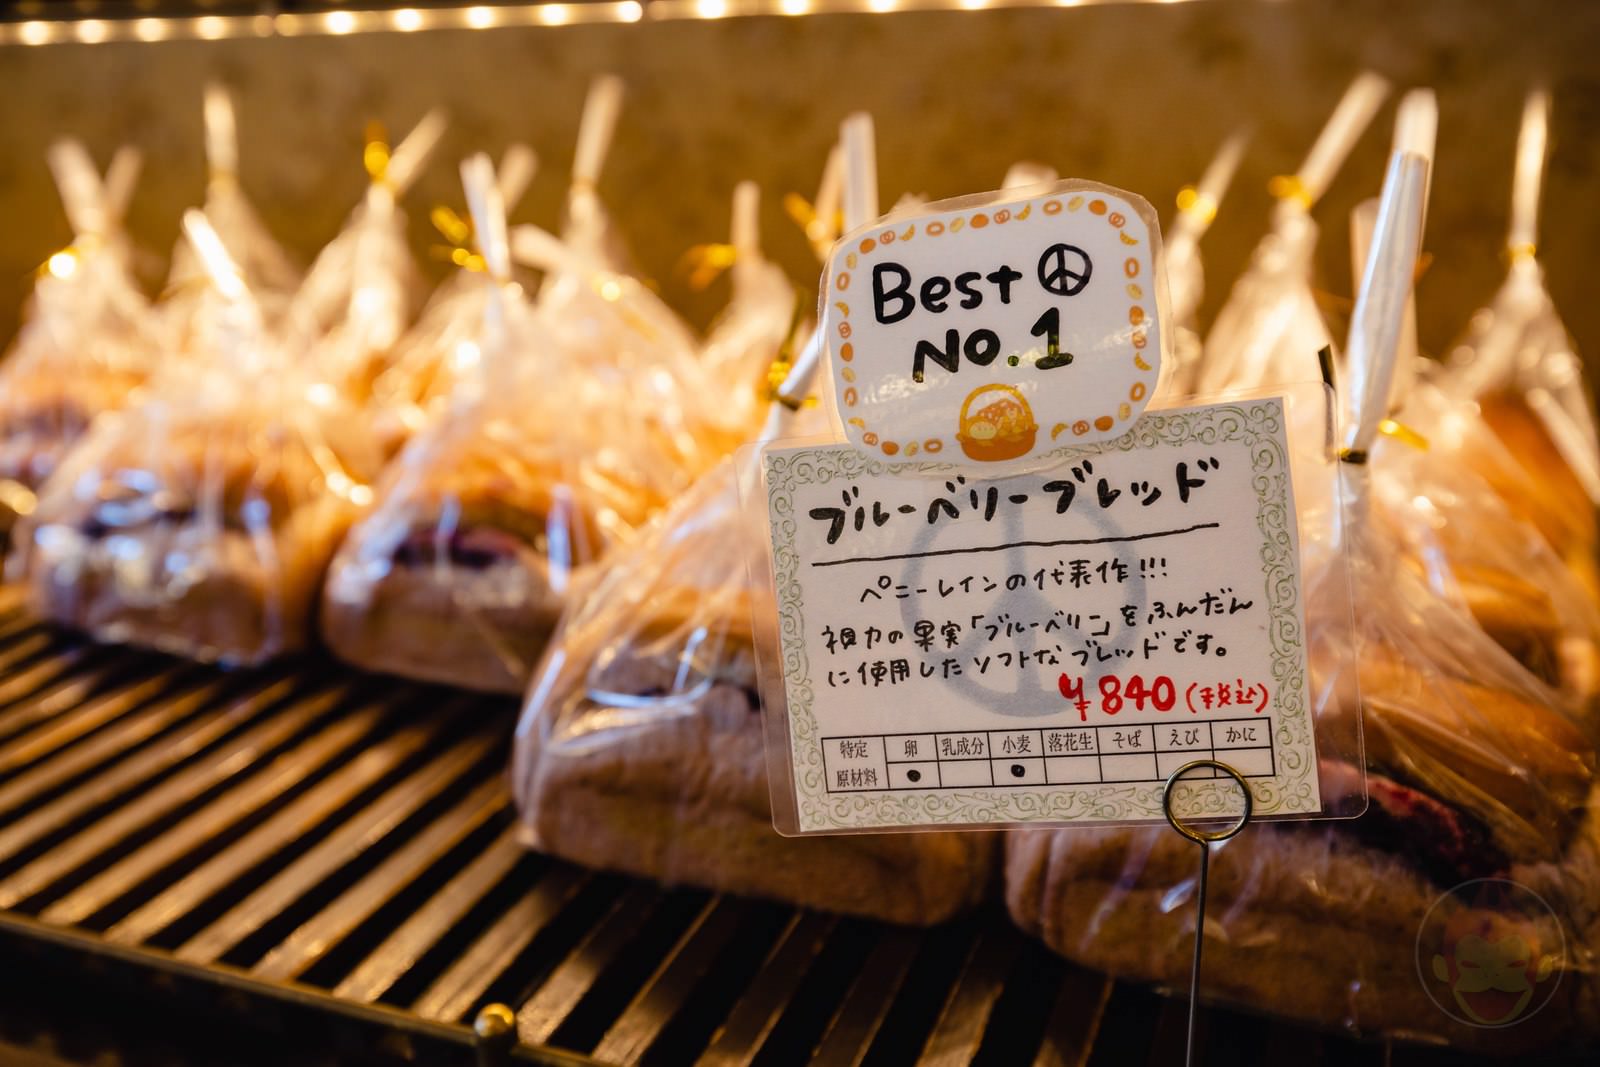 Best
No.1
ブルーベリーブレッド
ペニーレインの代表作!!!
視力の果実「ブルーベリー」をふんだん
に使用したソフトなブレッドです。
¥840(税込)
特定 卵 乳成分 小麦 落花生 そば えび かに
原材料 ● ●